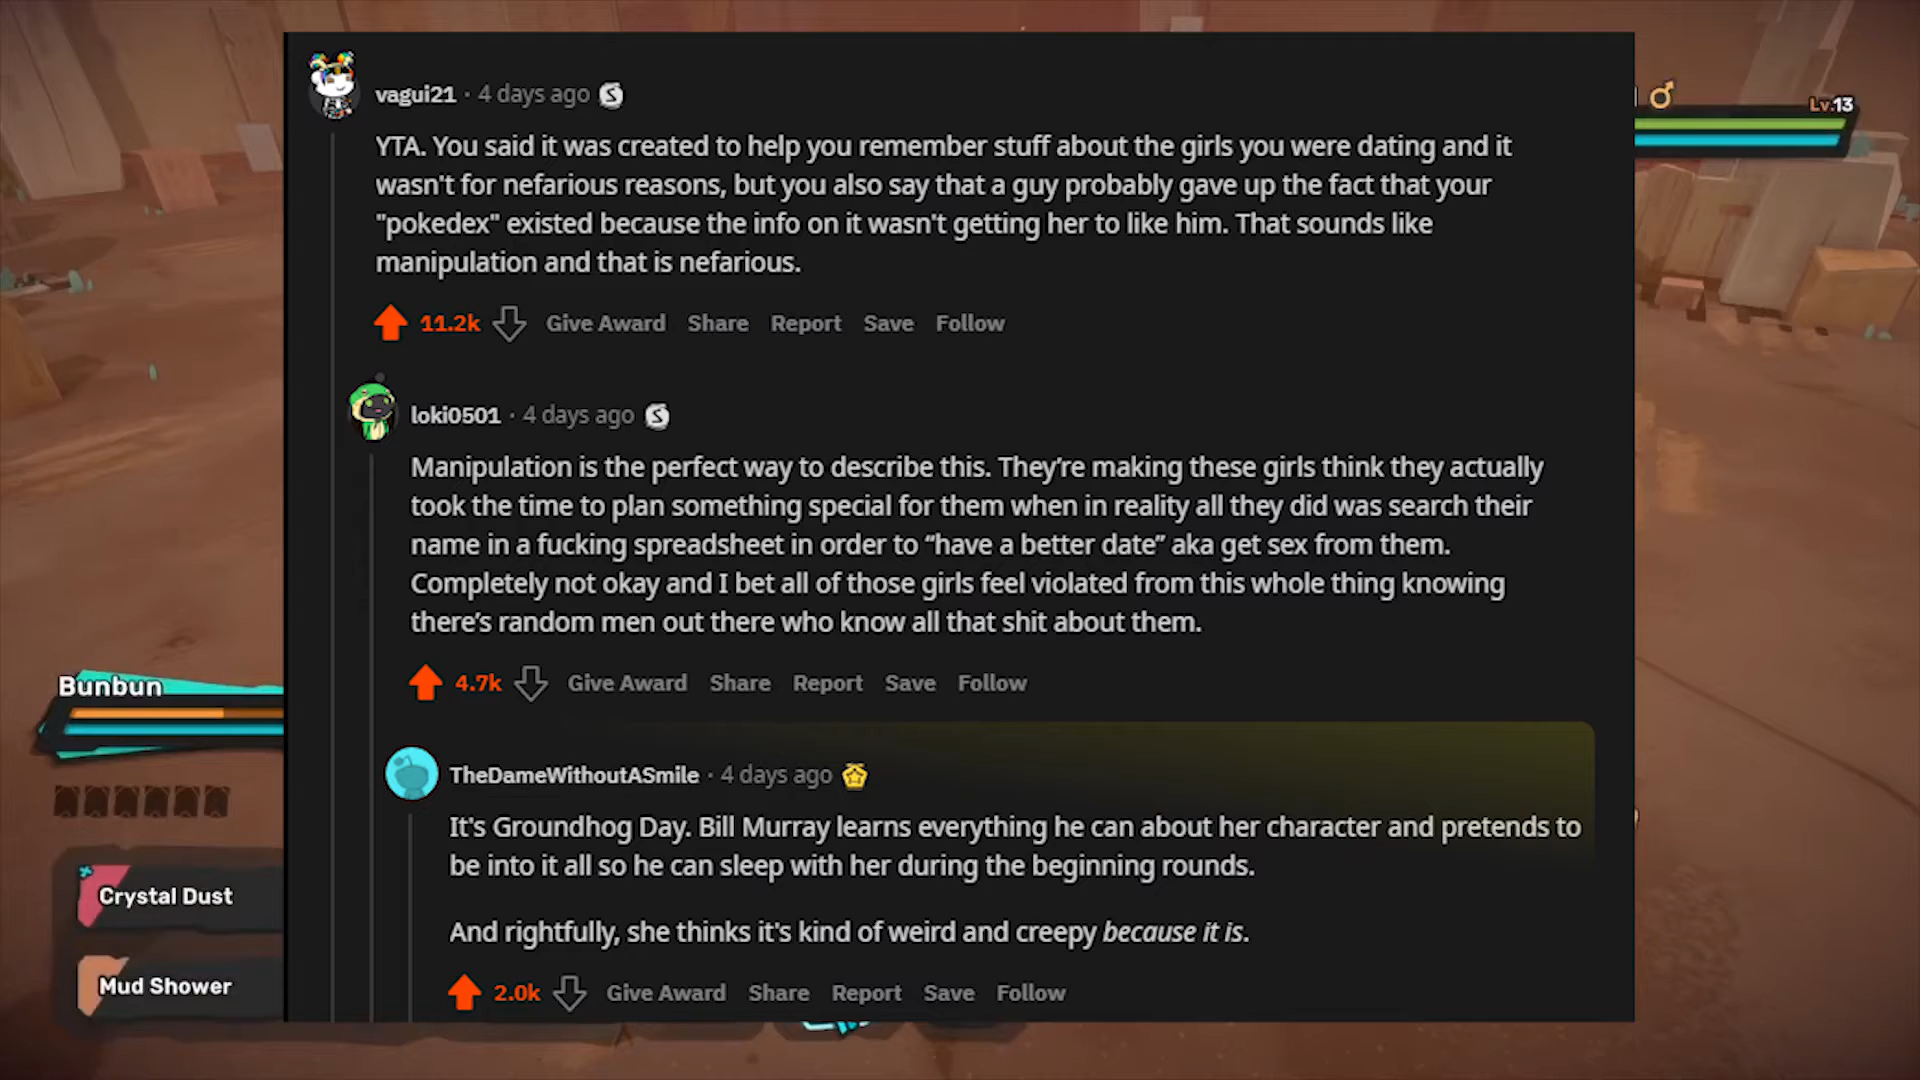 vagui21 · 4 days ago
YTA. You said it was created to help you remember stuff about the girls you were dating and it
wasn't for nefarious reasons, but you also say that a guy probably gave up the fact that your
"pokedex" existed because the info on it wasn't getting her to like him. That sounds like
manipulation and that is nefarious.
11.2k Give Award Share Report Save Follow
loki0501 · 4 days ago
Manipulation is the perfect way to describe this. They’re making these girls think they actually
took the time to plan something special for them when in reality all they did was search their
name in a fucking spreadsheet in order to “have a better date” aka get sex from them.
Completely not okay and I bet all of those girls feel violated from this whole thing knowing
there’s random men out there who know all that shit about them.
4.7k Give Award Share Report Save Follow
TheDameWithoutASmile · 4 days ago
It's Groundhog Day. Bill Murray learns everything he can about her character and pretends to
be into it all so he can sleep with her during the beginning rounds.
And rightfully, she thinks it's kind of weird and creepy because it is.
2.0k Give Award Share Report Save Follow
Lv.13
Bunbun
Crystal Dust
Mud Shower